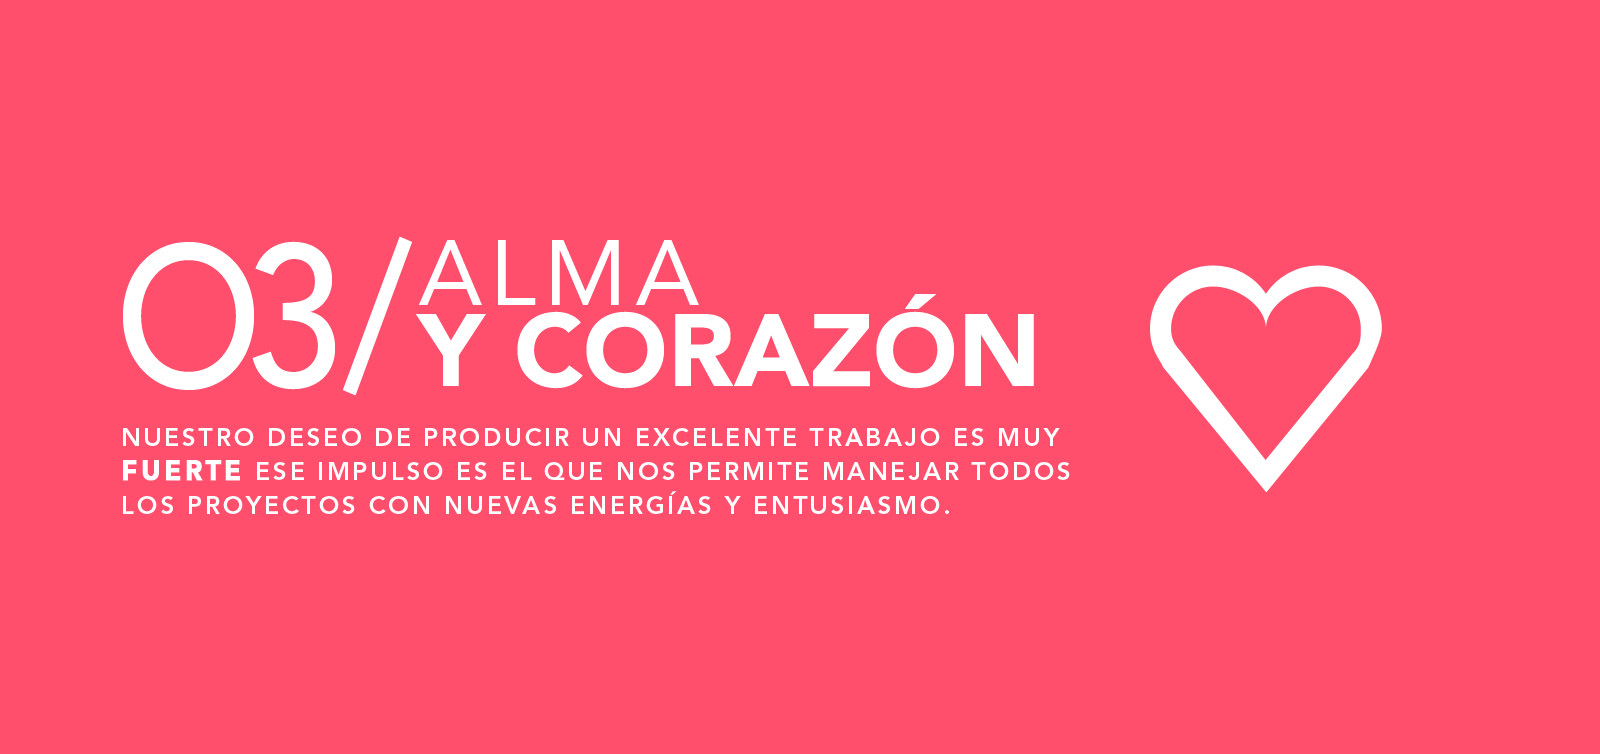 03/ALMA
Y CORAZÓN
NUESTRO DESEO DE PRODUCIR UN EXCELENTE TRABAJO ES MUY
FUERTE ESE IMPULSO ES EL QUE NOS PERMITE MANEJAR TODOS
LOS PROYECTOS CON NUEVAS ENERGÍAS Y ENTUSIASMO.